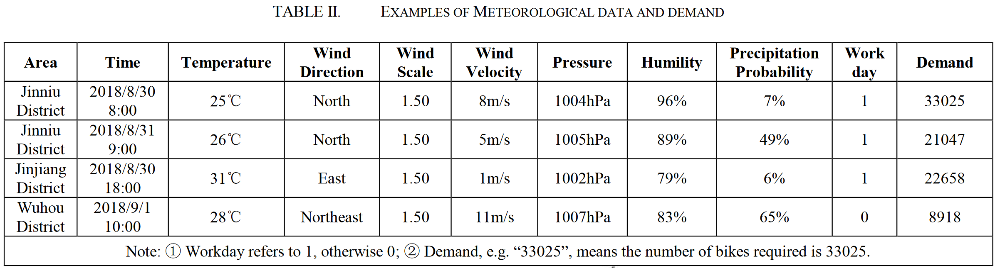 TABLE II. EXAMPLES OF METEOROLOGICAL DATA AND DEMAND
Area Time Temperature Wind Direction Wind Scale Wind Velocity Pressure Humility Precipitation Probability Work day Demand
Jinniu District 2018/8/30 8:00 25℃ North 1.50 8m/s 1004hPa 96% 7% 1 33025
Jinniu District 2018/8/31 9:00 26℃ North 1.50 5m/s 1005hPa 89% 49% 1 21047
Jinjiang District 2018/8/30 18:00 31℃ East 1.50 1m/s 1002hPa 79% 6% 1 22658
Wuhou District 2018/9/1 10:00 28℃ Northeast 1.50 11m/s 1007hPa 83% 65% 0 8918
Note: ① Workday refers to 1, otherwise 0; ② Demand, e.g. “33025”, means the number of bikes required is 33025.